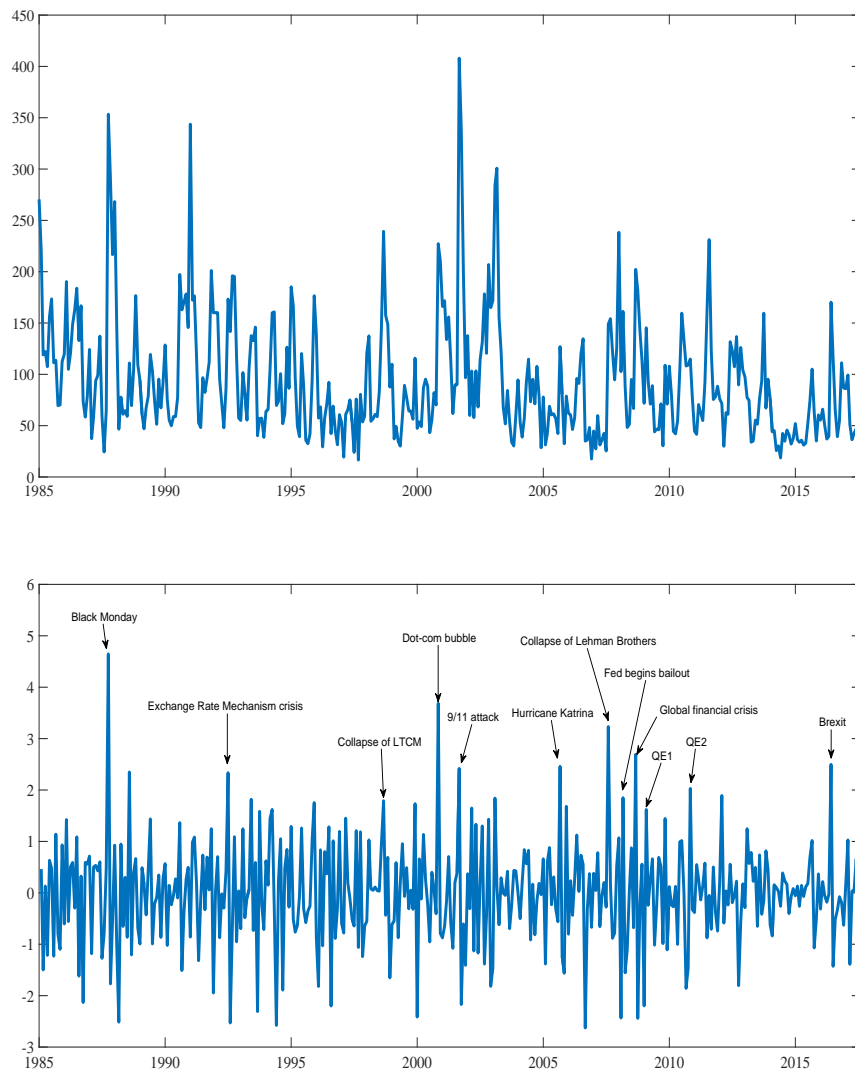 450
400
350
300
250
200
150
100
50
0
1985 1990 1995 2000 2005 2010 2015
6
5
4
3
2
1
0
-1
-2
-3
Black Monday
Dot-com bubble
Collapse of Lehman Brothers
Fed begins bailout
Exchange Rate Mechanism crisis
9/11 attack
Hurricane Katrina
Global financial crisis
Brexit
Collapse of LTCM
QE2
QE1
1985 1990 1995 2000 2005 2010 2015